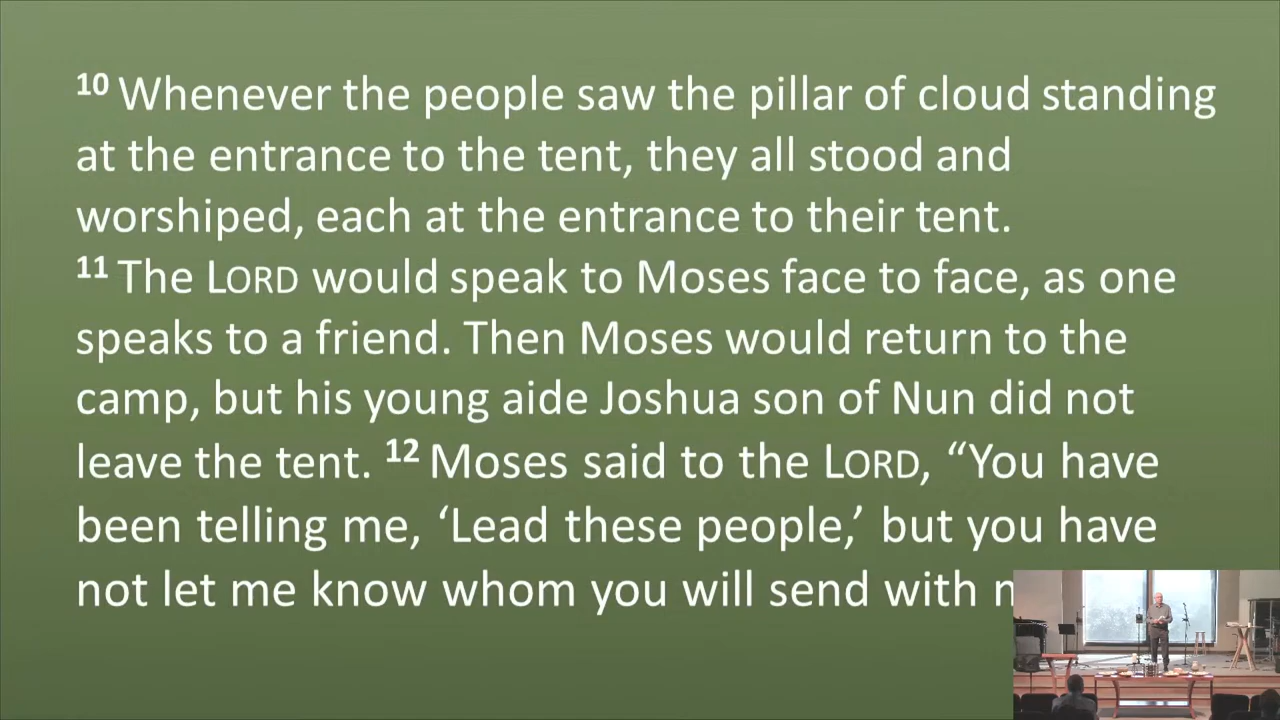 10 Whenever the people saw the pillar of cloud standing
at the entrance to the tent, they all stood and
worshiped, each at the entrance to their tent.
11 The LORD would speak to Moses face to face, as one
speaks to a friend. Then Moses would return to the
camp, but his young aide Joshua son of Nun did not
leave the tent. 12 Moses said to the LORD, “You have
been telling me, ‘Lead these people,’ but you have
not let me know whom you will send with